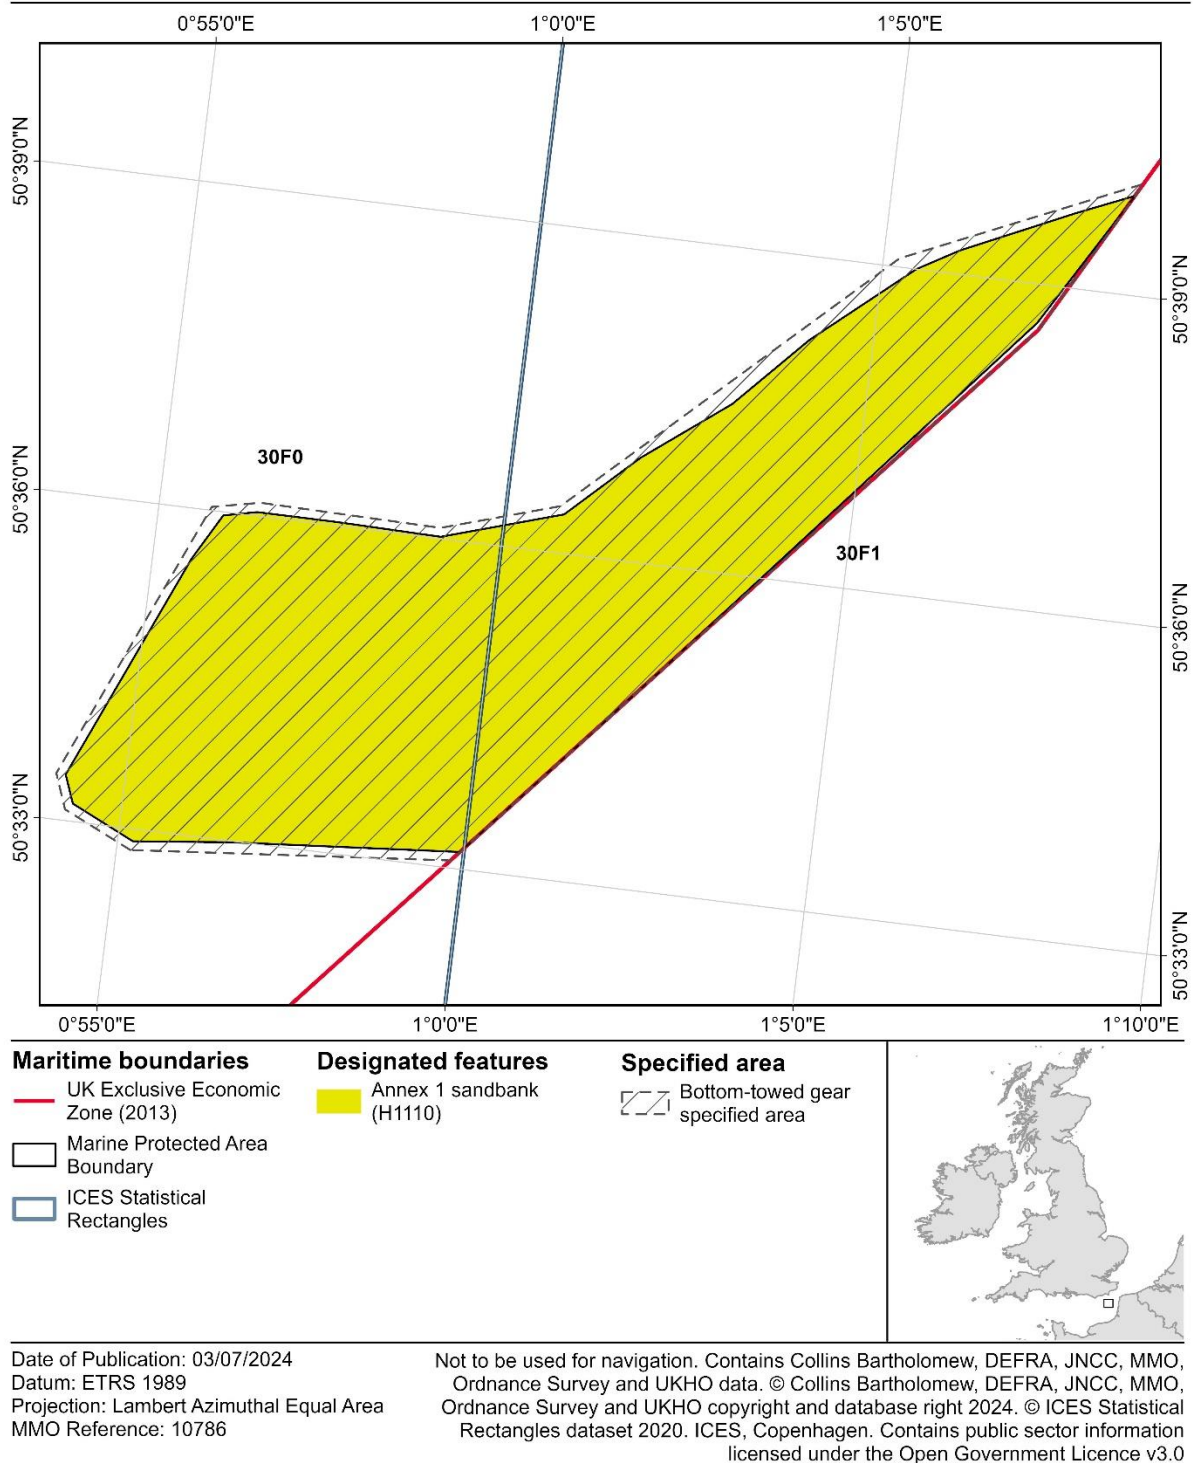 0°55'0"E
1°0'0"E
1°5'0"E
50°39'0"N
50°39'0"N
30F0
50°36'0"N
30F1
50°36'0"N
50°33'0"N
50°33'0"N
0°55'0"E
1°0'0"E
1°5'0"E
1°10'0"E
Maritime boundaries
UK Exclusive Economic
Zone (2013)
Marine Protected Area
Boundary
ICES Statistical
Rectangles
Designated features
Annex 1 sandbank
(H1110)
Specified area
Bottom-towed gear
specified area
Date of Publication: 03/07/2024
Datum: ETRS 1989
Projection: Lambert Azimuthal Equal Area
MMO Reference: 10786
Not to be used for navigation. Contains Collins Bartholomew, DEFRA, JNCC, MMO,
Ordnance Survey and UKHO data. © Collins Bartholomew, DEFRA, JNCC, MMO,
Ordnance Survey and UKHO copyright and database right 2024. © ICES Statistical
Rectangles dataset 2020. ICES, Copenhagen. Contains public sector information
licensed under the Open Government Licence v3.0